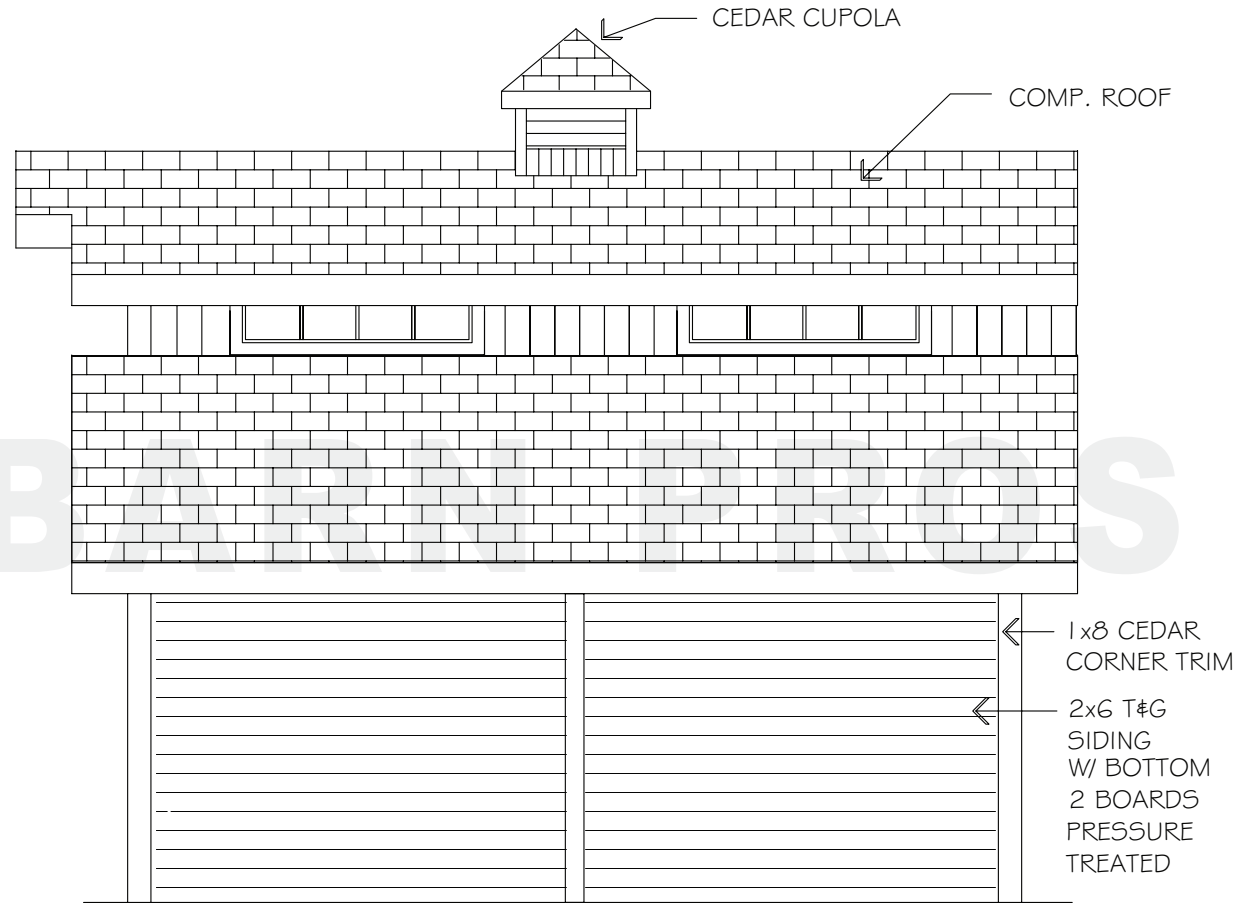 CEDAR CUPOLA
COMP. ROOF
BARN PROS
1x8 CEDAR
CORNER TRIM
2x6 T&G
SIDING
W/ BOTTOM
2 BOARDS
PRESSURE
TREATED